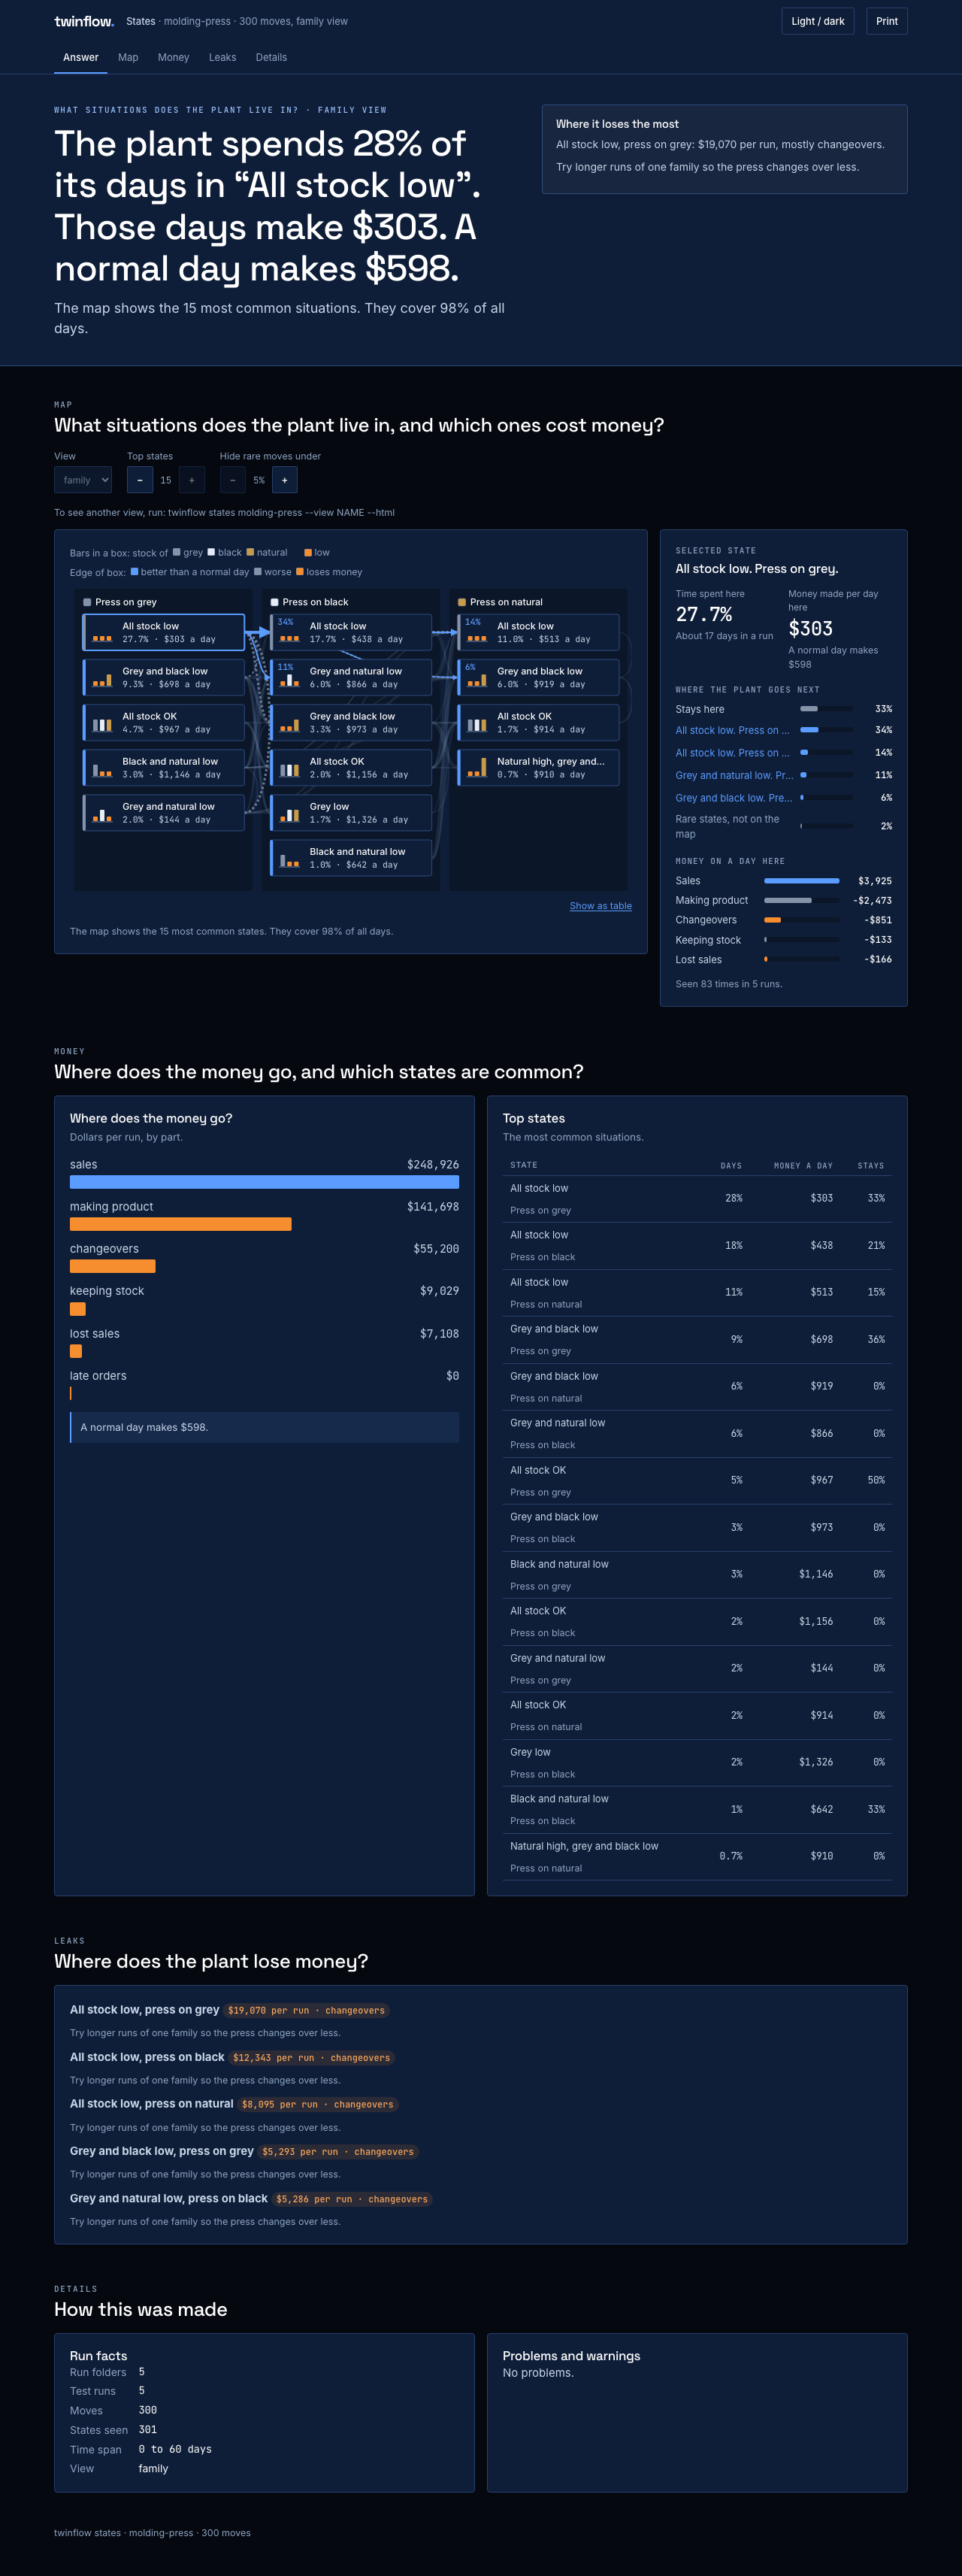 twinflow.
States · molding-press · 300 moves, family view
Light / dark
Print
Answer
Map
Money
Leaks
Details
WHAT SITUATIONS DOES THE PLANT LIVE IN? · FAMILY VIEW
The plant spends 28% of
its days in “All stock low”.
Those days make $303. A
normal day makes $598.
The map shows the 15 most common situations. They cover 98% of all
days.
Where it loses the most
All stock low, press on grey: $19,070 per run, mostly changeovers.
Try longer runs of one family so the press changes over less.
MAP
What situations does the plant live in, and which ones cost money?
View
Top states
Hide rare moves under
family
− 15 +
− 5% +
To see another view, run: twinflow states molding-press --view NAME --html
Bars in a box: stock of grey black natural low
Edge of box: better than a normal day worse loses money
Press on grey
All stock low
27.7% · $303 a day
Grey and black low
9.3% · $698 a day
All stock OK
4.7% · $967 a day
Black and natural low
3.0% · $1,146 a day
Grey and natural low
2.0% · $144 a day
Press on black
34%
All stock low
17.7% · $438 a day
11%
Grey and natural low
6.0% · $866 a day
Grey and black low
3.3% · $973 a day
All stock OK
2.0% · $1,156 a day
Grey low
1.7% · $1,326 a day
Black and natural low
1.0% · $642 a day
Press on natural
14%
All stock low
11.0% · $513 a day
6%
Grey and black low
6.0% · $919 a day
All stock OK
1.7% · $914 a day
Natural high, grey and...
0.7% · $910 a day
Show as table
The map shows the 15 most common states. They cover 98% of all days.
SELECTED STATE
All stock low. Press on grey.
Time spent here
27.7%
About 17 days in a run
Money made per day
here
$303
A normal day makes
$598
WHERE THE PLANT GOES NEXT
Stays here 33%
All stock low. Press on ... 34%
All stock low. Press on ... 14%
Grey and natural low. Pr... 11%
Grey and black low. Pre... 6%
Rare states, not on the
map 2%
MONEY ON A DAY HERE
Sales $3,925
Making product -$2,473
Changeovers -$851
Keeping stock -$133
Lost sales -$166
Seen 83 times in 5 runs.
MONEY
Where does the money go, and which states are common?
Where does the money go?
Dollars per run, by part.
sales $248,926
making product $141,698
changeovers $55,200
keeping stock $9,029
lost sales $7,108
late orders $0
A normal day makes $598.
Top states
The most common situations.
STATE DAYS MONEY A DAY STAYS
All stock low
Press on grey
28% $303 33%
All stock low
Press on black
18% $438 21%
All stock low
Press on natural
11% $513 15%
Grey and black low
Press on grey
9% $698 36%
Grey and black low
Press on natural
6% $919 0%
Grey and natural low
Press on black
6% $866 0%
All stock OK
Press on grey
5% $967 50%
Grey and black low
Press on black
3% $973 0%
Black and natural low
Press on grey
3% $1,146 0%
All stock OK
Press on black
2% $1,156 0%
Grey and natural low
Press on grey
2% $144 0%
All stock OK
Press on natural
2% $914 0%
Grey low
Press on black
2% $1,326 0%
Black and natural low
Press on black
1% $642 33%
Natural high, grey and black low
Press on natural
0.7% $910 0%
LEAKS
Where does the plant lose money?
All stock low, press on grey $19,070 per run · changeovers
Try longer runs of one family so the press changes over less.
All stock low, press on black $12,343 per run · changeovers
Try longer runs of one family so the press changes over less.
All stock low, press on natural $8,095 per run · changeovers
Try longer runs of one family so the press changes over less.
Grey and black low, press on grey $5,293 per run · changeovers
Try longer runs of one family so the press changes over less.
Grey and natural low, press on black $5,286 per run · changeovers
Try longer runs of one family so the press changes over less.
DETAILS
How this was made
Run facts
Run folders 5
Test runs 5
Moves 300
States seen 301
Time span 0 to 60 days
View family
Problems and warnings
No problems.
twinflow states · molding-press · 300 moves